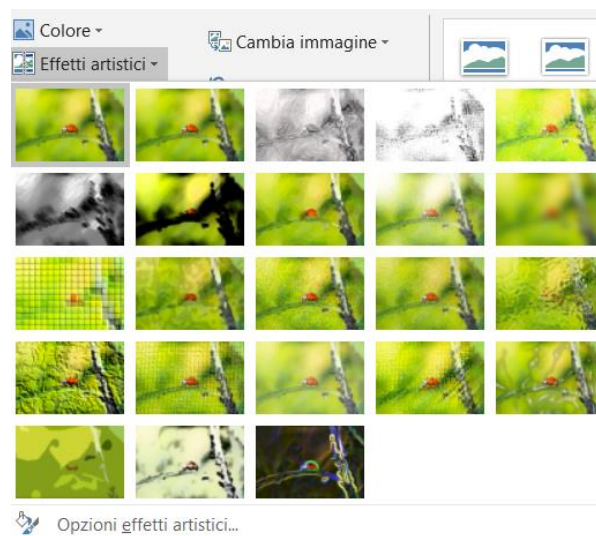 Colore
Cambia immagine
Effetti artistici
Opzioni effetti artistici...